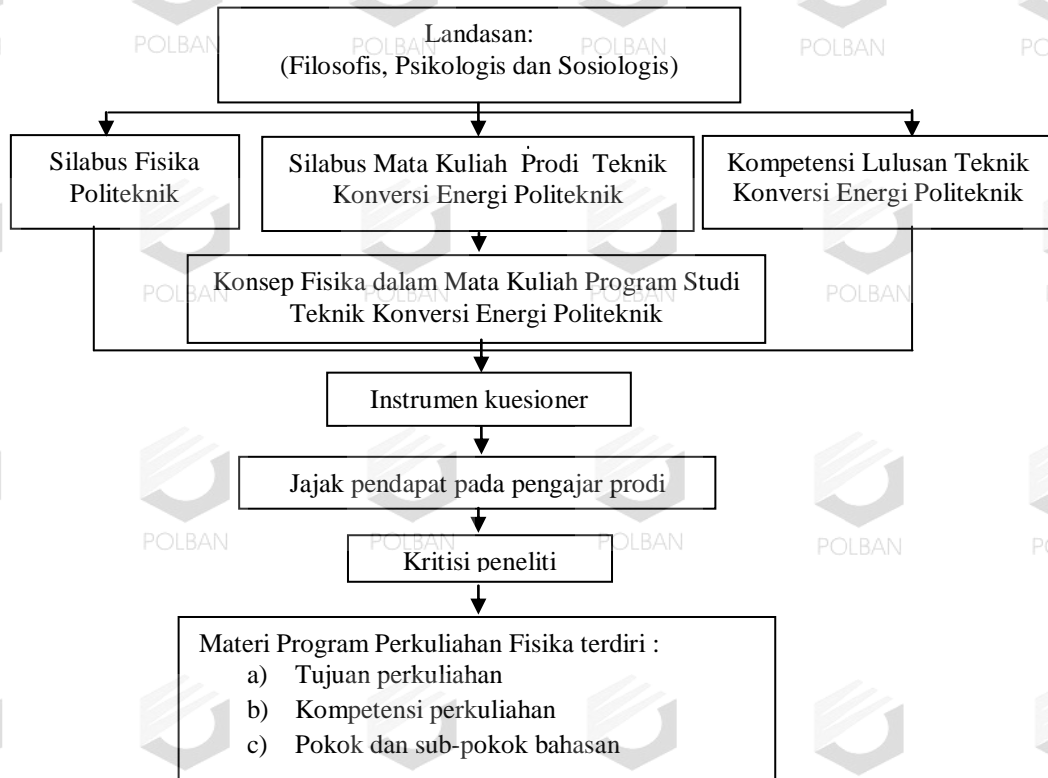 Landasan:
(Filosofis, Psikologis dan Sosiologis)
Silabus Fisika
Politeknik
Silabus Mata Kuliah Prodi Teknik
Konversi Energi Politeknik
Kompetensi Lulusan Teknik
Konversi Energi Politeknik
Konsep Fisika dalam Mata Kuliah Program Studi
Teknik Konversi Energi Politeknik
Instrumen kuesioner
Jajak pendapat pada pengajar prodi
Kritisi peneliti
Materi Program Perkuliahan Fisika terdiri :
a) Tujuan perkuliahan
b) Kompetensi perkuliahan
c) Pokok dan sub-pokok bahasan
POLBAN POLBAN POLBAN POLBAN PO
POLBAN POLBAN POLBAN POLBAN
POLBAN POLBAN POLBAN POLBAN PO